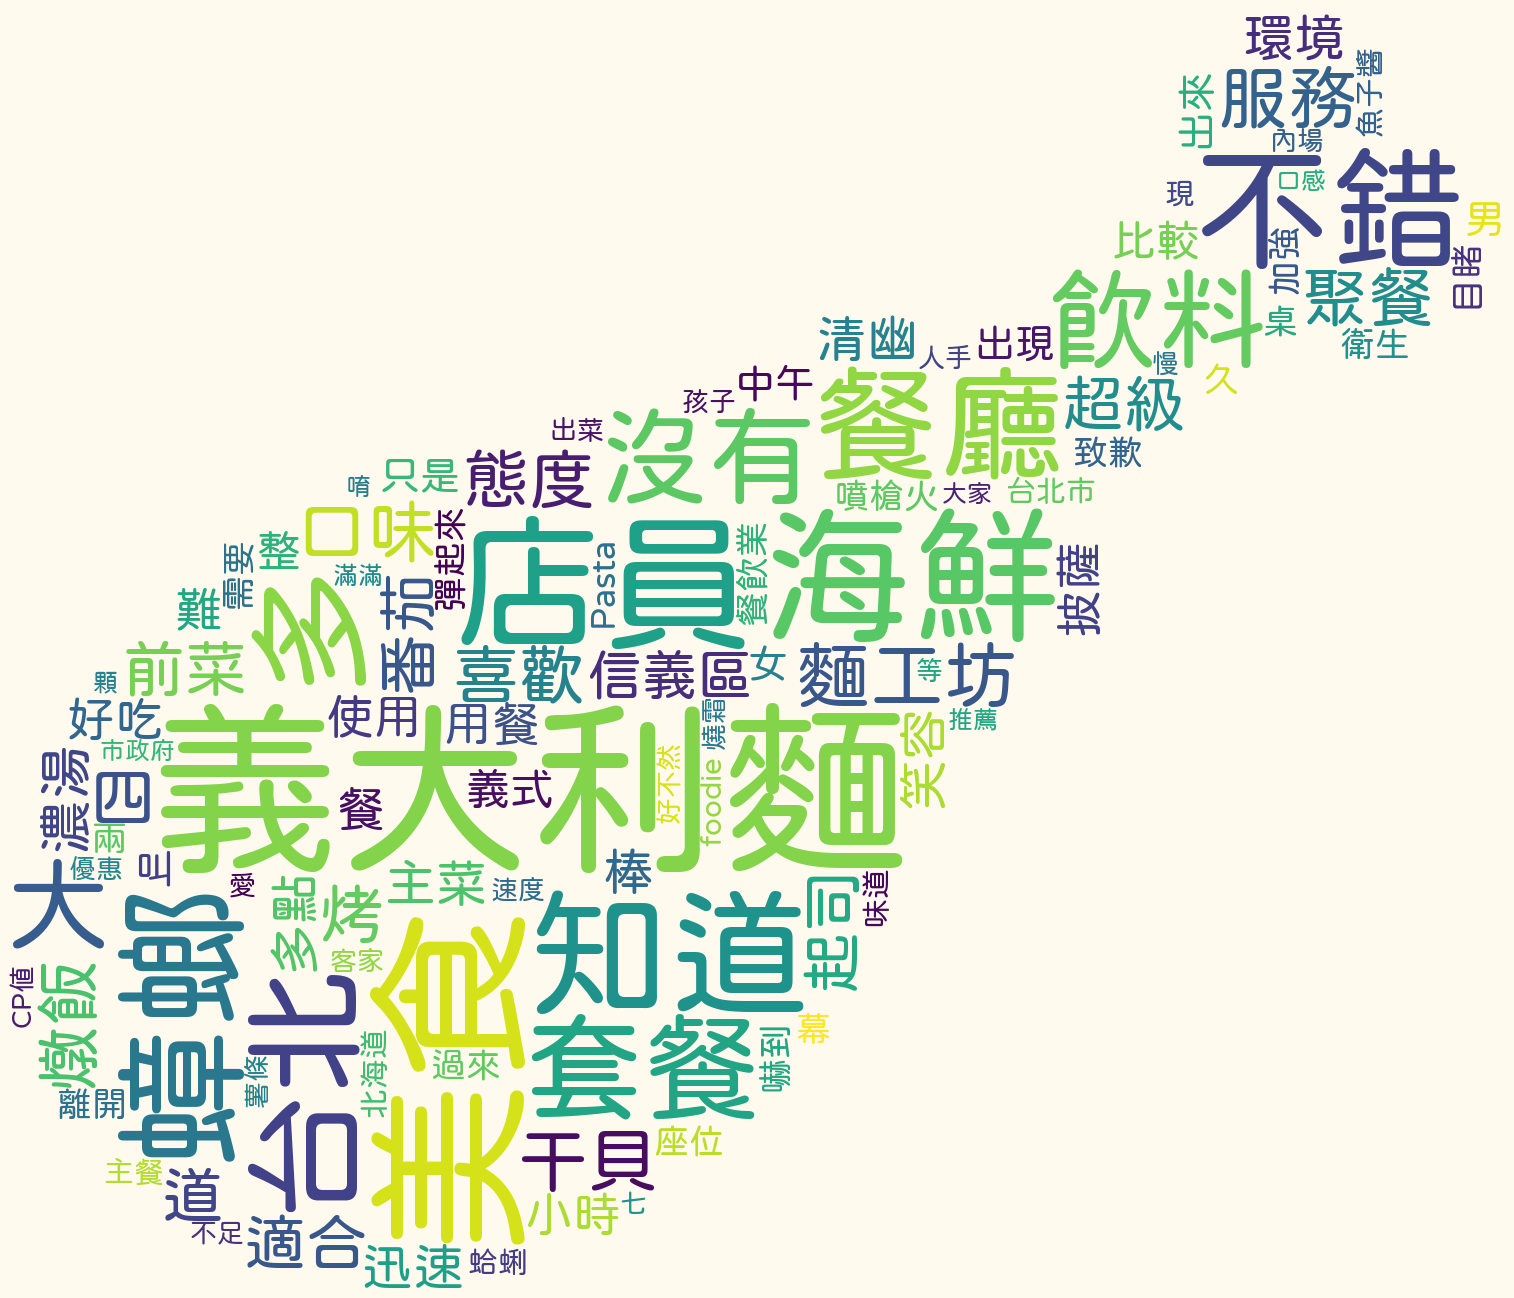 環境
服務
魚子醬
出來
內場
不錯
口感
現
男
比較
加強
目睹
聚餐
飲料
桌
衛生
清幽
人手
出現
慢
久
中午
孩子
餐廳
超級
出菜
沒有
致歉
態度
只是
唷
噴槍火
大家
台北市
口味
彈起來
店員
Pasta
餐飲業
海鮮
披薩
整
需要
滿滿
難
多
番茄
前菜
喜歡
信義區
女
麵工坊
等
顆
好吃
使用
用餐
燒霜
推薦
市政府
義大利麵
笑容
濃湯
四
餐
義式
好不然
foodie
兩
優惠
叫
愛
大
主菜
速度
棒
起司
味道
多點
烤
蟑螂
知道
客家
CP值
燉飯
台北
美食
過來
北海道
套餐
嚇到
幕
薯條
離開
干貝
座位
主餐
道
小時
七
不足
適合
迅速
蛤蜊